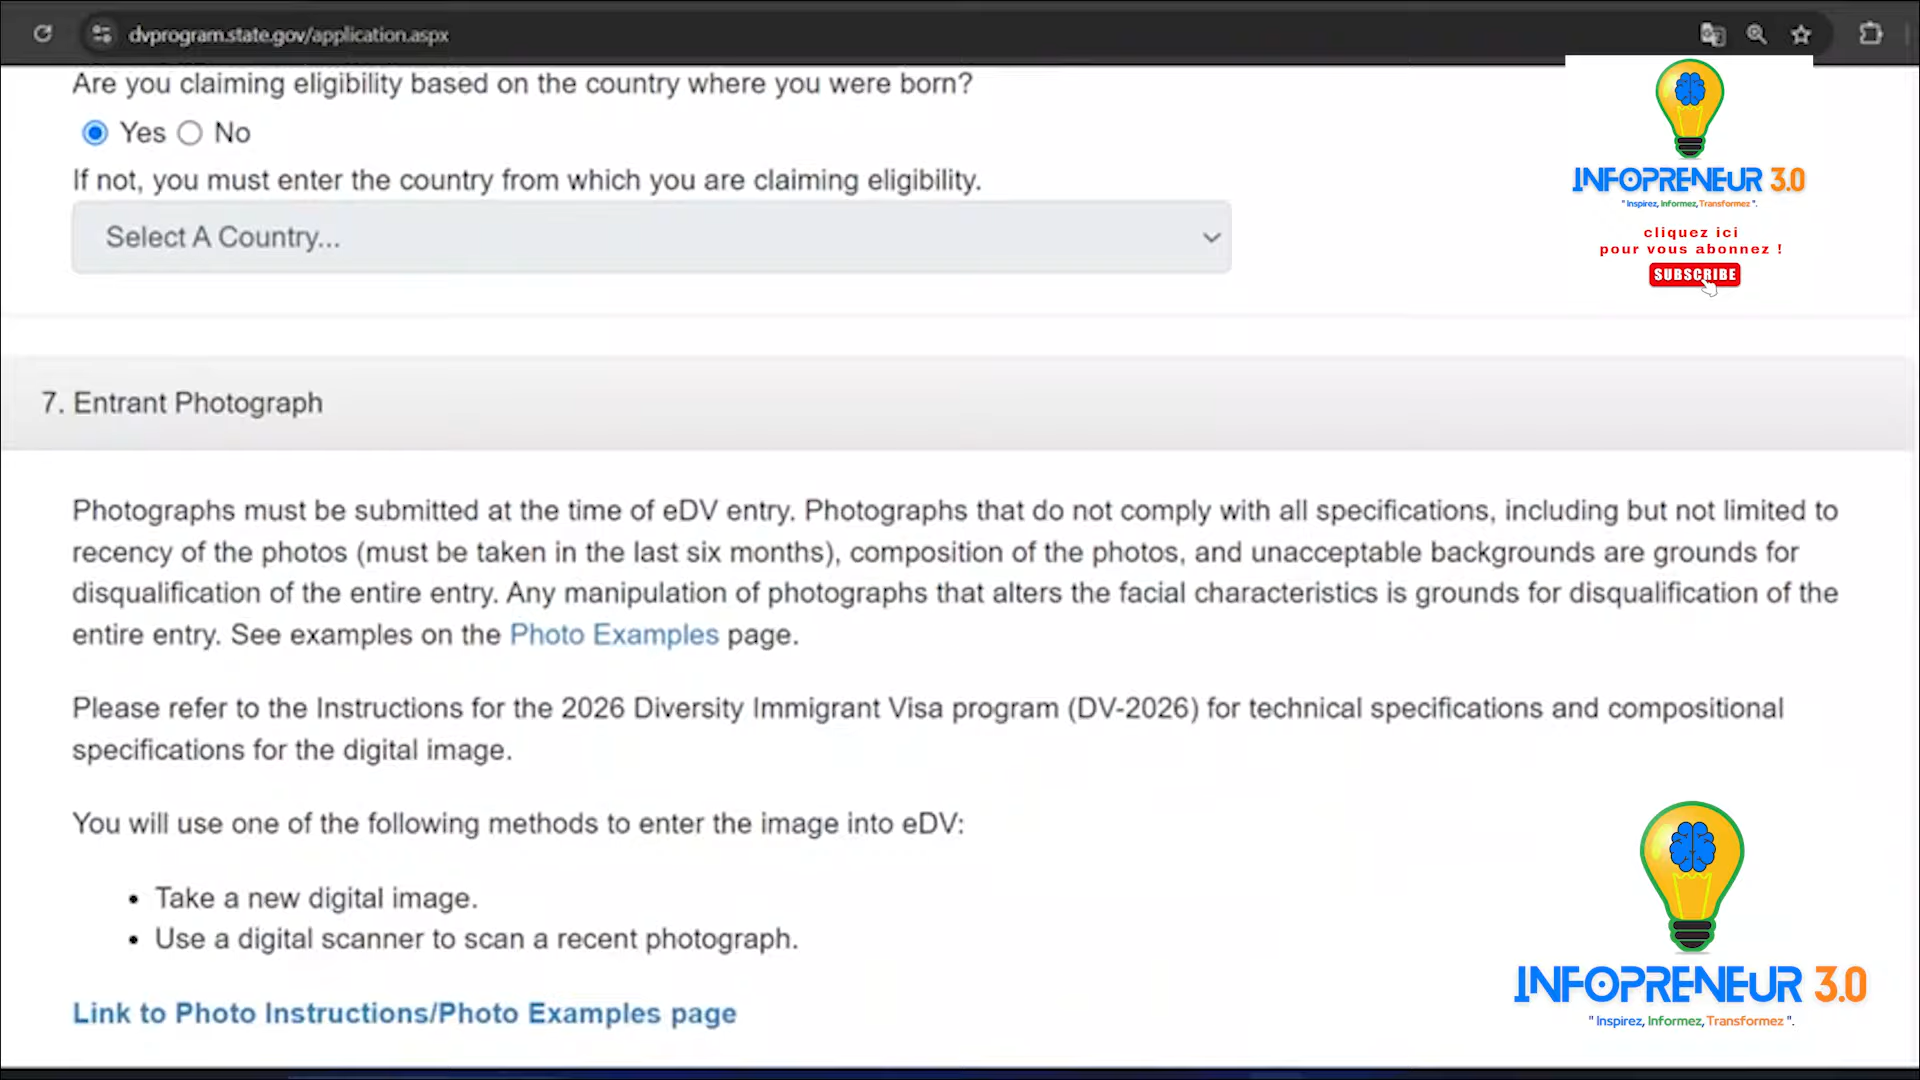 dvprogram.state.gov/application.aspx
Are you claiming eligibility based on the country where you were born?
Yes No
If not, you must enter the country from which you are claiming eligibility.
Select A Country...
INFOPRENEUR 3.0
" Inspirez, Informez, Transformez ".
cliquez ici
pour vous abonnez !
SUBSCRIBE
7. Entrant Photograph
Photographs must be submitted at the time of eDV entry. Photographs that do not comply with all specifications, including but not limited to
recency of the photos (must be taken in the last six months), composition of the photos, and unacceptable backgrounds are grounds for
disqualification of the entire entry. Any manipulation of photographs that alters the facial characteristics is grounds for disqualification of the
entire entry. See examples on the Photo Examples page.
Please refer to the Instructions for the 2026 Diversity Immigrant Visa program (DV-2026) for technical specifications and compositional
specifications for the digital image.
You will use one of the following methods to enter the image into eDV:
• Take a new digital image.
• Use a digital scanner to scan a recent photograph.
Link to Photo Instructions/Photo Examples page
INFOPRENEUR 3.0
" Inspirez, Informez, Transformez ".